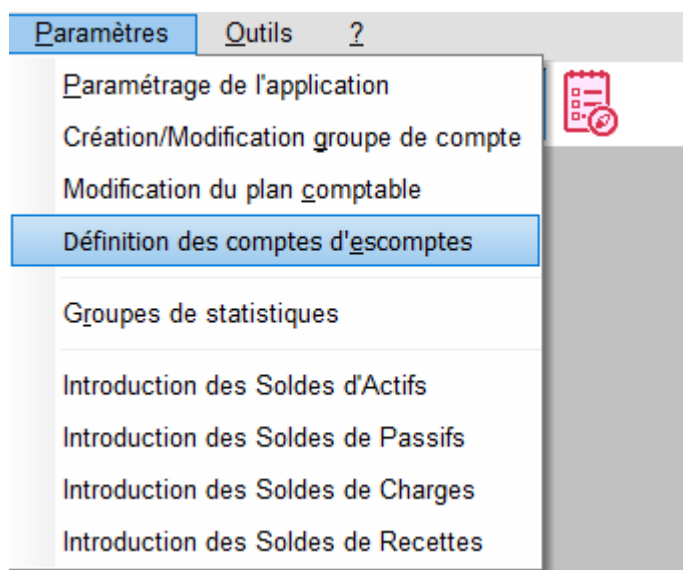 Paramètres Outils ?
Paramétrage de l'application
Création/Modification groupe de compte
Modification du plan comptable
Définition des comptes d'escomptes
Groupes de statistiques
Introduction des Soldes d'Actifs
Introduction des Soldes de Passifs
Introduction des Soldes de Charges
Introduction des Soldes de Recettes